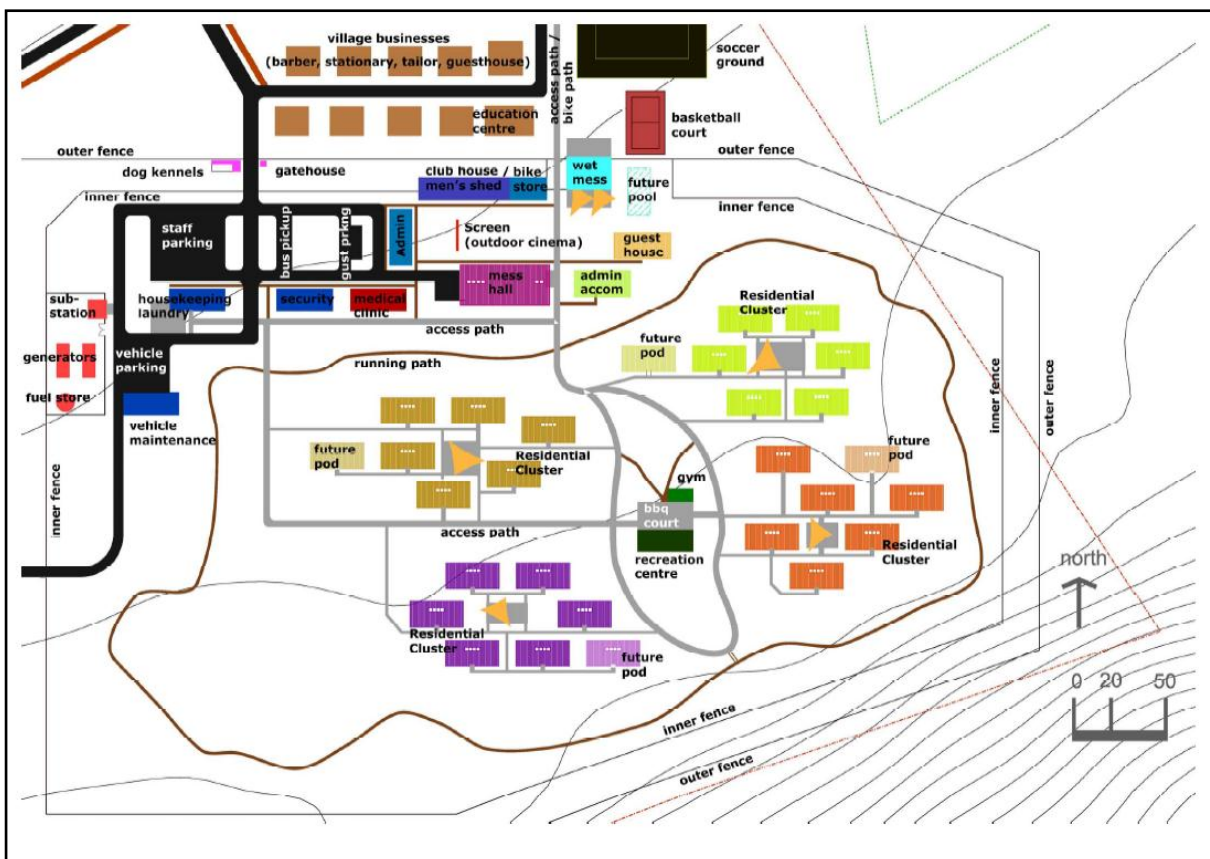 village businesses
(barber, stationary, tailor, guesthouse)
access path /
bike path
soccer
ground
education
centre
basketball
court
outer fence
dog kennels
gatehouse
club house / bike
men's shed
store
wet
mess
outer fence
future
pool
inner fence
inner fence
staff
parking
bus pickup
gust prkng
Admin
Screen
(outdoor cinema)
guest
house
mess
hall
admin
accom
sub-
station
housekeeping
laundry
security
medical
clinic
access path
Residential
Cluster
generators
vehicle
parking
running path
future
pod
fuel store
vehicle
maintenance
inner fence
outer fence
future
pod
Residential
Cluster
future
pod
gym
bbq
court
inner fence
access path
recreation
centre
Residential
Cluster
north
Residential
Cluster
future
pod
0 20 50
inner fence
outer fence